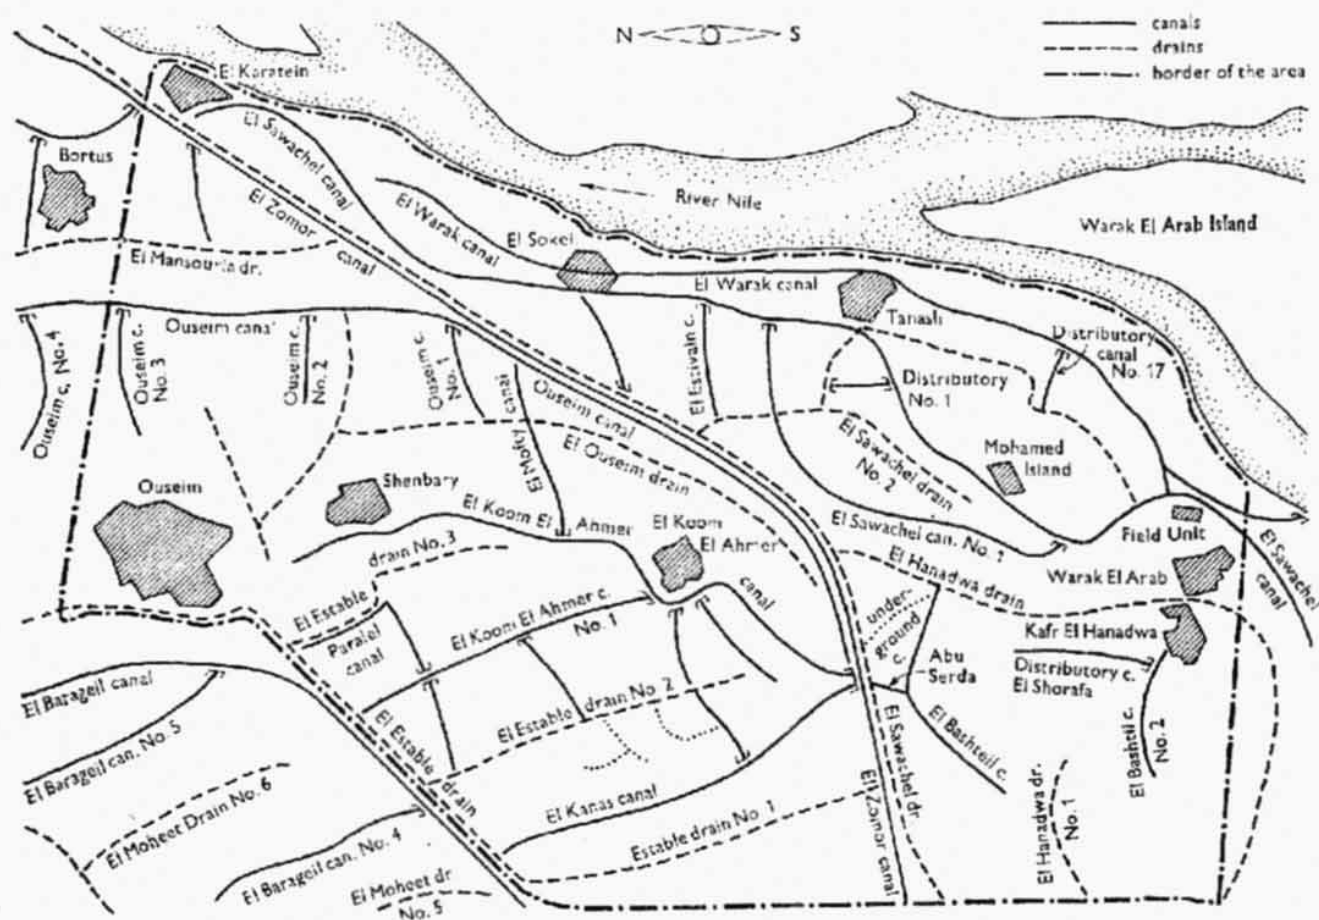 N S
canals
drains
border of the area
El Karatein
El Sawachel canal
Bortus
El Zomor
canal
El Warak canal
River Nile
Warak El Arab Island
El Sokel
El Mansouria dr.
El Warak canal
Tanash
Ouseim canal
Ouseim c. No. 4
Ouseim c.
No. 3
Ouseim c.
No. 2
Ouseim c.
No. 1
El Mofty canal
Ouseim canal
El Estivain c.
Distributory
canal
No. 17
Distributory
No. 1
El Ouseim drain
El Sawachel drain
No. 2
Mohamed
Island
Ouseim
Shenbary
El Koom El Ahmer
canal
El Koom
El Ahmer
El Sawachel can. No. 1
Field Unit
El Sawachel
canal
Warak El Arab
El Hanadwa drain
El Estable
drain No. 3
Paralel
canal
El Koom El Ahmer c.
No. 1
under-
ground
c.
Abu
Serda
Kafr El Hanadwa
Distributory c.
El Shorafa
El Barageil canal
El Barageil can. No. 5
El Estable drain No. 2
El Estable
drain
El Sawachel dr.
El Bashteil c.
El Bashteil c.
No. 2
El Moheet Drain No. 6
El Kanas canal
Estable drain No. 1
El Zomor canal
El Hanadwa dr.
No. 1
El Barageil can. No. 4
El Moheet dr
No. 5